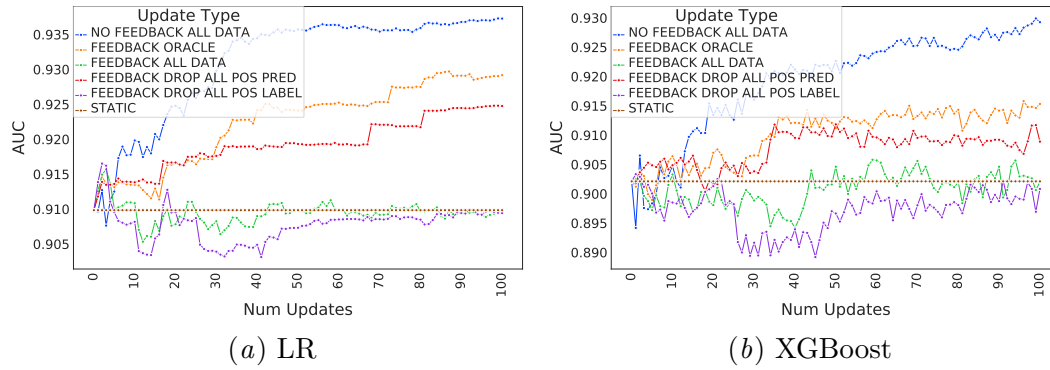 Update Type
NO FEEDBACK ALL DATA
FEEDBACK ORACLE
FEEDBACK ALL DATA
FEEDBACK DROP ALL POS PRED
FEEDBACK DROP ALL POS LABEL
STATIC
AUC
0.935
0.930
0.925
0.920
0.915
0.910
0.905
0 10 20 30 40 50 60 70 80 90 100
Num Updates
(a) LR
Update Type
NO FEEDBACK ALL DATA
FEEDBACK ORACLE
FEEDBACK ALL DATA
FEEDBACK DROP ALL POS PRED
FEEDBACK DROP ALL POS LABEL
STATIC
AUC
0.930
0.925
0.920
0.915
0.910
0.905
0.900
0.895
0.890
0 10 20 30 40 50 60 70 80 90 100
Num Updates
(b) XGBoost